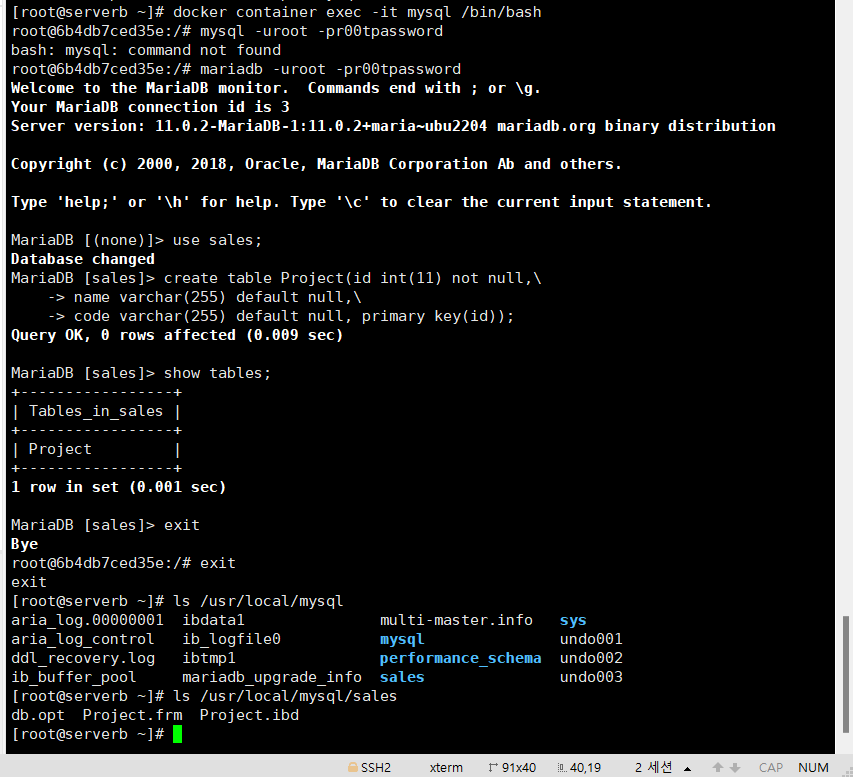 [root@serverb ~]# docker container exec -it mysql /bin/bash
root@6b4db7ced35e:/# mysql -uroot -pr00tpassword
bash: mysql: command not found
root@6b4db7ced35e:/# mariadb -uroot -pr00tpassword
Welcome to the MariaDB monitor.  Commands end with ; or \g.
Your MariaDB connection id is 3
Server version: 11.0.2-MariaDB-1:11.0.2+maria~ubu2204 mariadb.org binary distribution

Copyright (c) 2000, 2018, Oracle, MariaDB Corporation Ab and others.

Type 'help;' or '\h' for help. Type '\c' to clear the current input statement.

MariaDB [(none)]> use sales;
Database changed
MariaDB [sales]> create table Project(id int(11) not null,\
    -> name varchar(255) default null,\
    -> code varchar(255) default null, primary key(id));
Query OK, 0 rows affected (0.009 sec)

MariaDB [sales]> show tables;
+-----------------+
| Tables_in_sales |
+-----------------+
| Project         |
+-----------------+
1 row in set (0.001 sec)

MariaDB [sales]> exit
Bye
root@6b4db7ced35e:/# exit
exit
[root@serverb ~]# ls /usr/local/mysql
aria_log.00000001  ibdata1               multi-master.info   sys
aria_log_control   ib_logfile0           mysql               undo001
ddl_recovery.log   ibtmp1                performance_schema  undo002
ib_buffer_pool     mariadb_upgrade_info  sales               undo003
[root@serverb ~]# ls /usr/local/mysql/sales
db.opt  Project.frm  Project.ibd
[root@serverb ~]#
SSH2 xterm 91x40 40,19 2 세션 CAP NUM